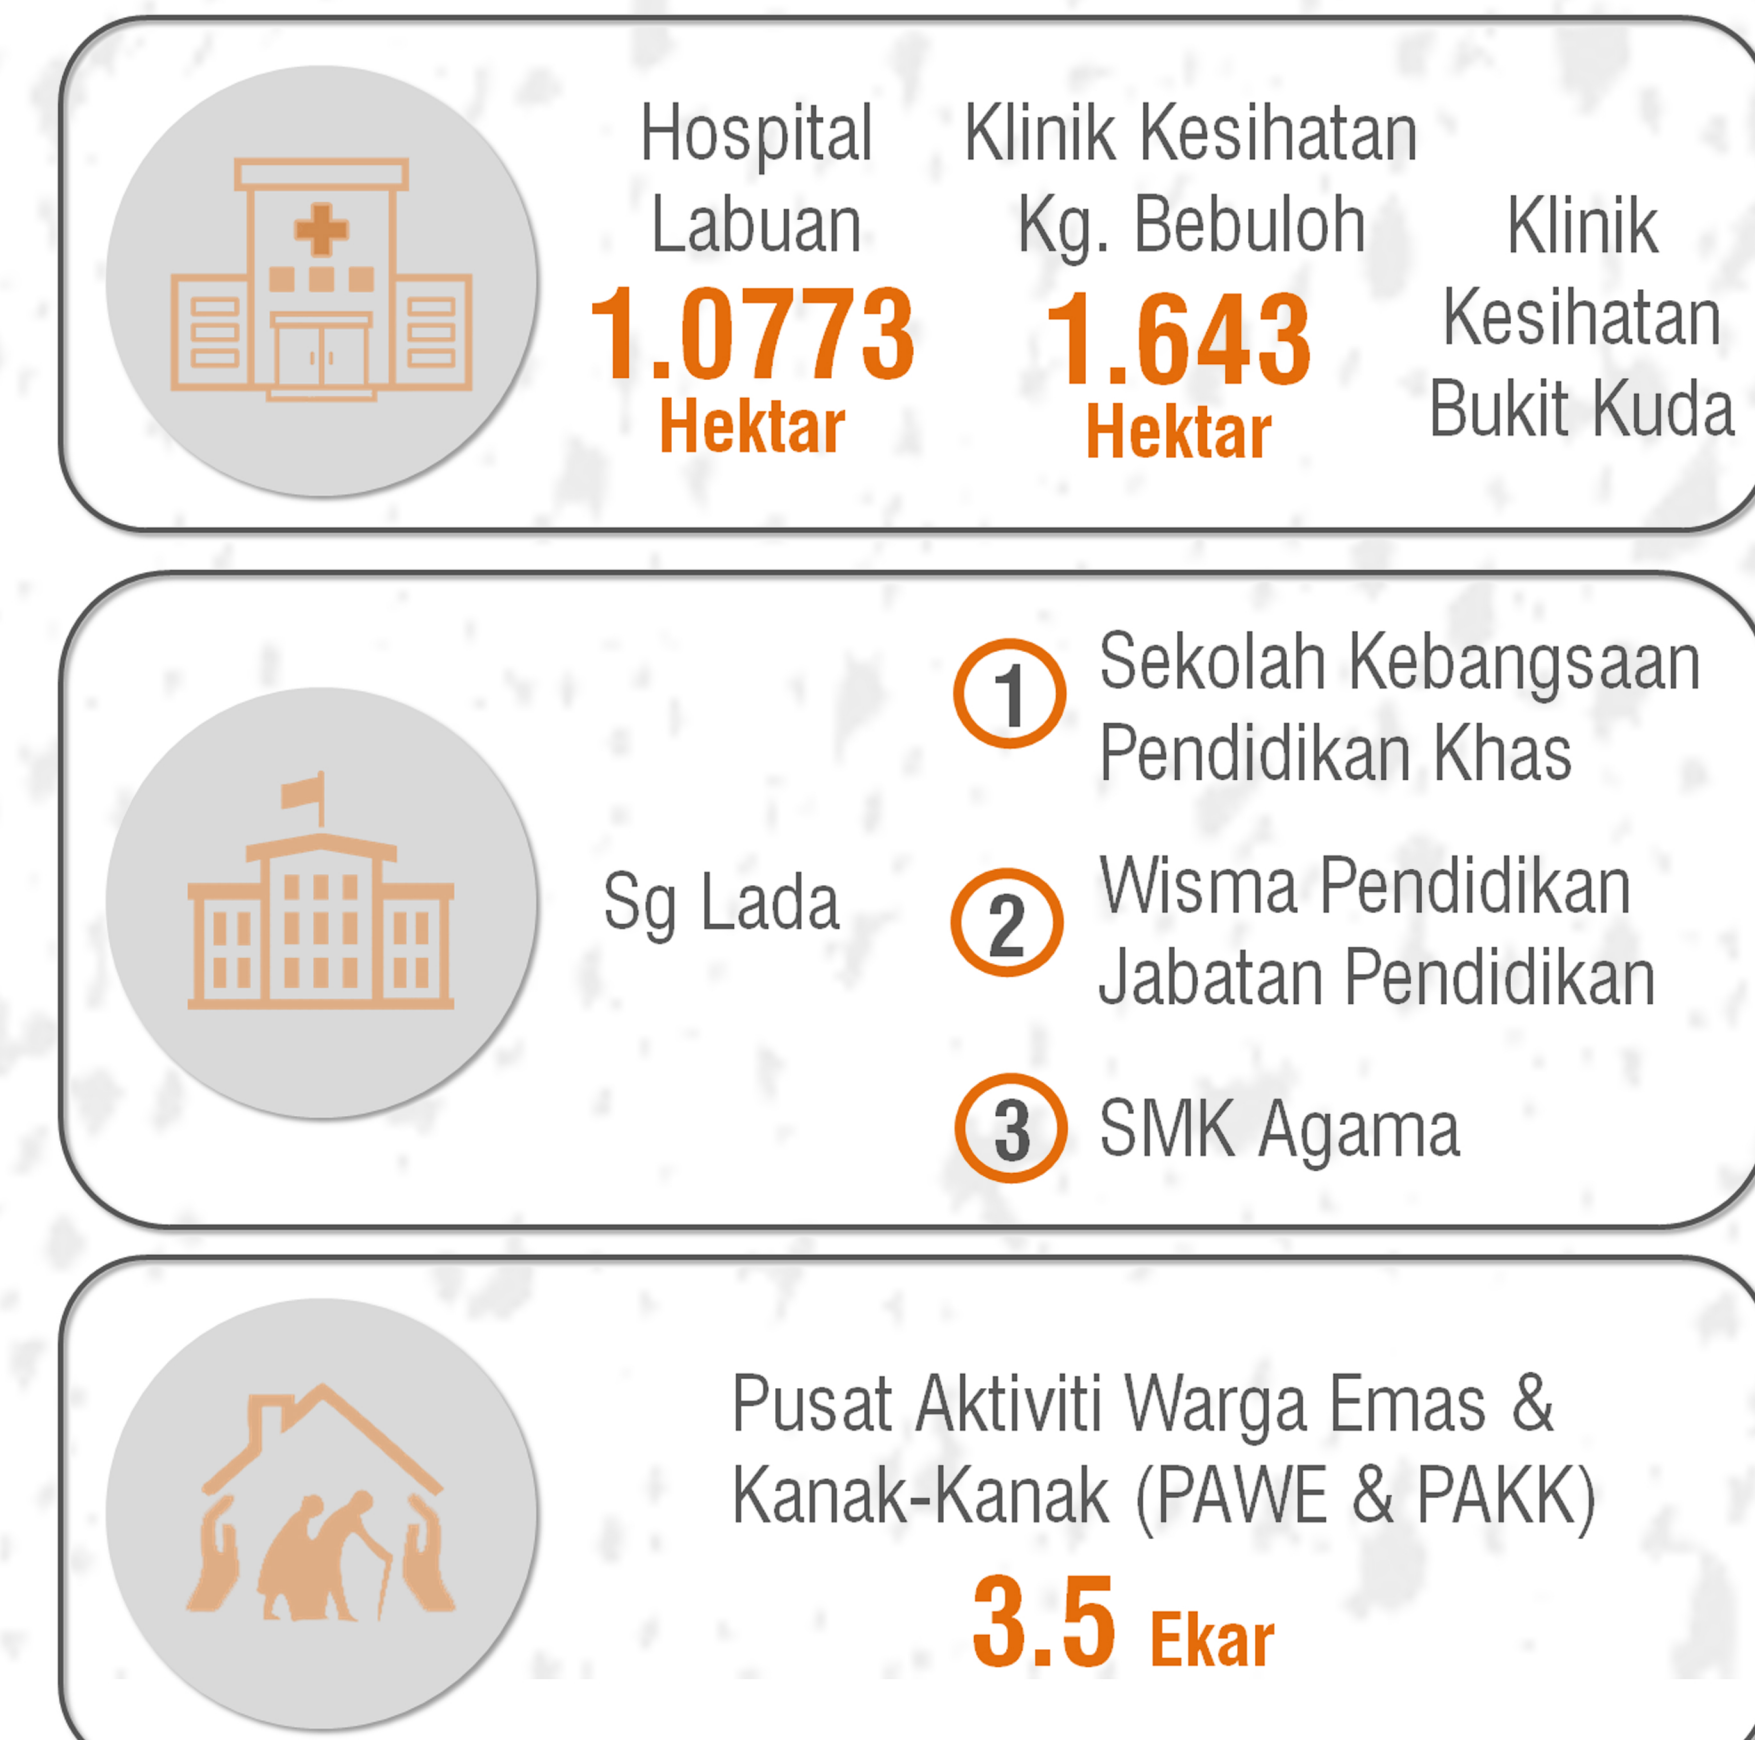 Hospital
Labuan
1.0773
Hektar
Klinik Kesihatan
Kg. Bebuloh
1.643
Hektar
Klinik
Kesihatan
Bukit Kuda
Sg Lada
1 Sekolah Kebangsaan
Pendidikan Khas
2 Wisma Pendidikan
Jabatan Pendidikan
3 SMK Agama
Pusat Aktiviti Warga Emas &
Kanak-Kanak (PAWE & PAKK)
3.5 Ekar